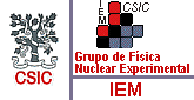 CSIC
IEM
CSIC
Grupo de Física
Nuclear Experimental
IEM